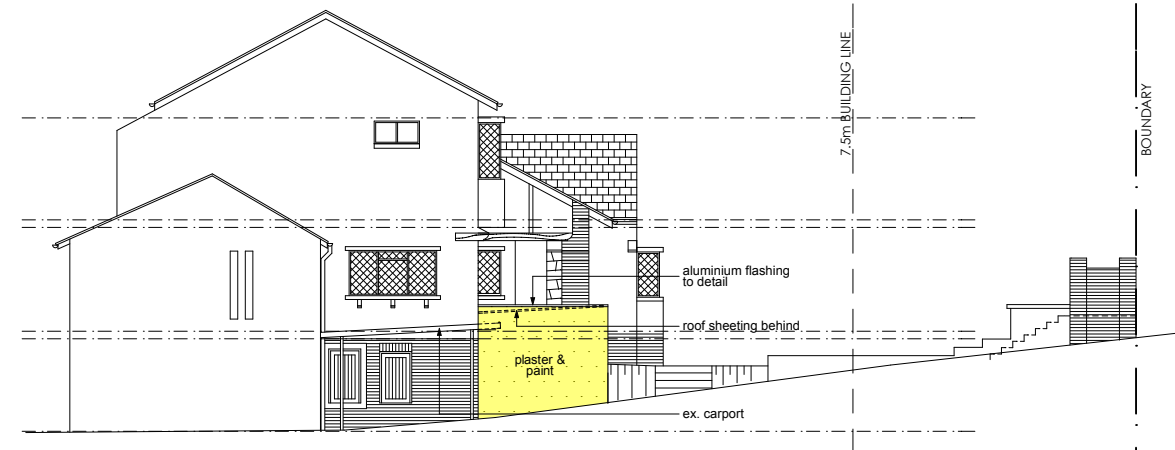 7.5m BUILDING LINE
BOUNDARY
aluminium flashing
to detail
roof sheeting behind
plaster &
paint
ex. carport